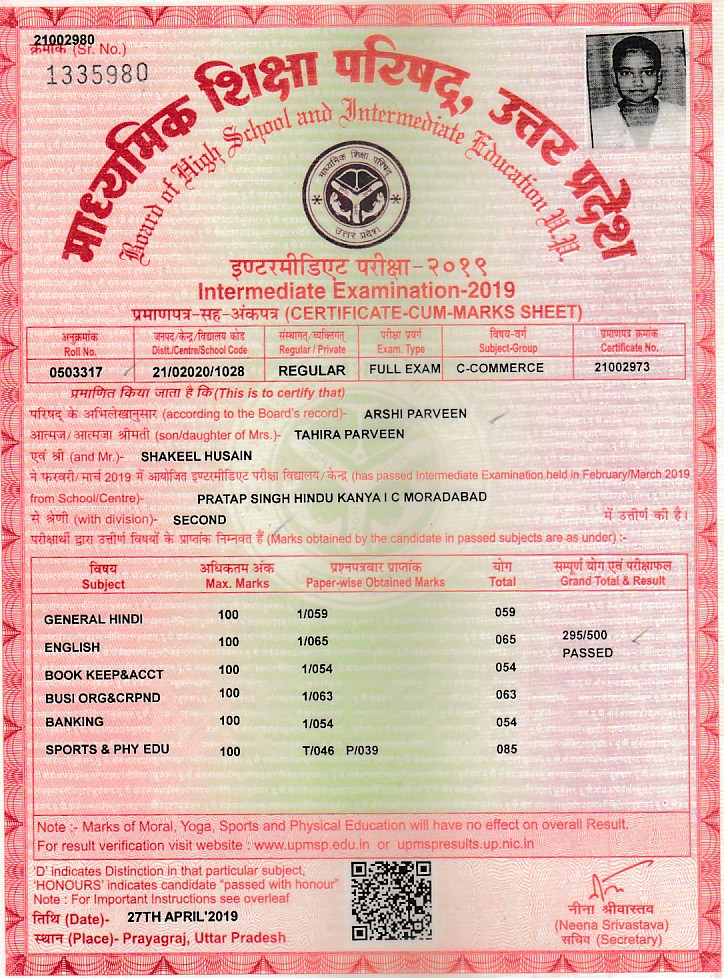 21002980
क्रमांक (Sr. No.)
1335980
माध्यमिक शिक्षा परिषद्, उत्तर प्रदेश
Board of High School and Intermediate Education U.P.
माध्यमिक शिक्षा परिषद
उत्तर प्रदेश
इण्टरमीडिएट परीक्षा-२०१९
Intermediate Examination-2019
प्रमाणपत्र-सह-अंकपत्र (CERTIFICATE-CUM-MARKS SHEET)
अनुक्रमांक जनपद/केन्द्र/विद्यालय कोड संस्थागत/व्यक्तिगत परीक्षा प्रवर्ग विषय-वर्ग प्रमाणपत्र क्रमांक
Roll No. Distt./Centre/School Code Regular / Private Exam. Type Subject-Group Certificate No.
0503317 21/02020/1028 REGULAR FULL EXAM C-COMMERCE 21002973
प्रमाणित किया जाता है कि (This is to certify that)
परिषद् के अभिलेखानुसार (according to the Board's record)- ARSHI PARVEEN
आत्मज/आत्मजा श्रीमती (son/daughter of Mrs.)- TAHIRA PARVEEN
एवं श्री (and Mr.)- SHAKEEL HUSAIN
ने फरवरी/मार्च 2019 में आयोजित इण्टरमीडिएट परीक्षा विद्यालय/केन्द्र (has passed Intermediate Examination held in February/March 2019
from School/Centre)- PRATAP SINGH HINDU KANYA I C MORADABAD
से श्रेणी (with division)- SECOND में उत्तीर्ण की है।
परीक्षार्थी द्वारा उत्तीर्ण विषयों के प्राप्तांक निम्नवत हैं (Marks obtained by the candidate in passed subjects are as under) :-
विषय अधिकतम अंक प्रश्नपत्रवार प्राप्तांक योग सम्पूर्ण योग एवं परीक्षाफल
Subject Max. Marks Paper-wise Obtained Marks Total Grand Total & Result
GENERAL HINDI 100 1/059 059
ENGLISH 100 1/065 065 295/500
PASSED
BOOK KEEP&ACCT 100 1/054 054
BUSI ORG&CRPND 100 1/063 063
BANKING 100 1/054 054
SPORTS & PHY EDU 100 T/046 P/039 085
Note :- Marks of Moral, Yoga, Sports and Physical Education will have no effect on overall Result.
For result verification visit website : www.upmsp.edu.in or upmspresults.up.nic.in
'D' indicates Distinction in that particular subject,
'HONOURS' indicates candidate "passed with honour"
Note : For Important Instructions see overleaf
तिथि (Date)- 27TH APRIL'2019
स्थान (Place)- Prayagraj, Uttar Pradesh
नीना श्रीवास्तव
(Neena Srivastava)
सचिव (Secretary)